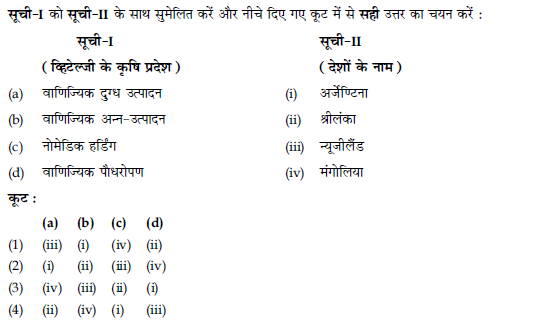 सूची-I को सूची-II के साथ सुमेलित करें और नीचे दिए गए कूट में से सही उत्तर का चयन करें :
सूची-I सूची-II
( व्हिटेल्जी के कृषि प्रदेश ) ( देशों के नाम )
(a) वाणिज्यिक दुग्ध उत्पादन (i) अर्जेण्टिना
(b) वाणिज्यिक अन्न-उत्पादन (ii) श्रीलंका
(c) नोमेडिक हर्डिंग (iii) न्यूजीलैंड
(d) वाणिज्यिक पौधरोपण (iv) मंगोलिया
कूट :
(a) (b) (c) (d)
(1) (iii) (i) (iv) (ii)
(2) (i) (ii) (iii) (iv)
(3) (iv) (iii) (ii) (i)
(4) (ii) (iv) (i) (iii)